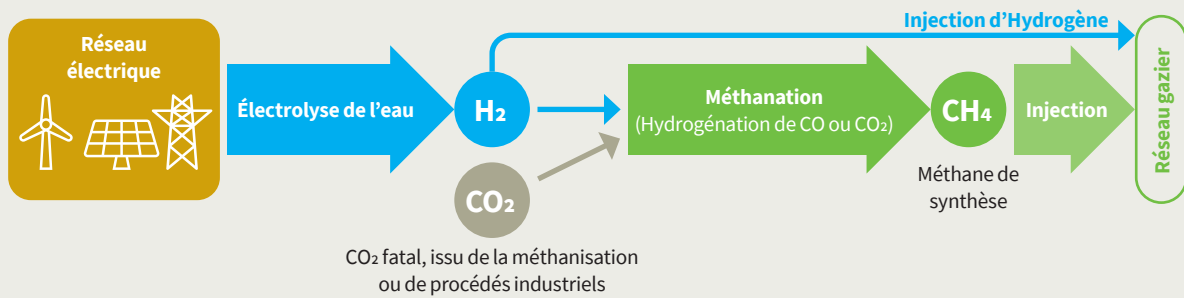 Injection d’Hydrogène
Réseau
électrique
Électrolyse de l’eau
H₂
Méthanation
(Hydrogénation de CO ou CO₂)
CH₄
Injection
Réseau gazier
CO₂
Méthane de
synthèse
CO₂ fatal, issu de la méthanisation
ou de procédés industriels